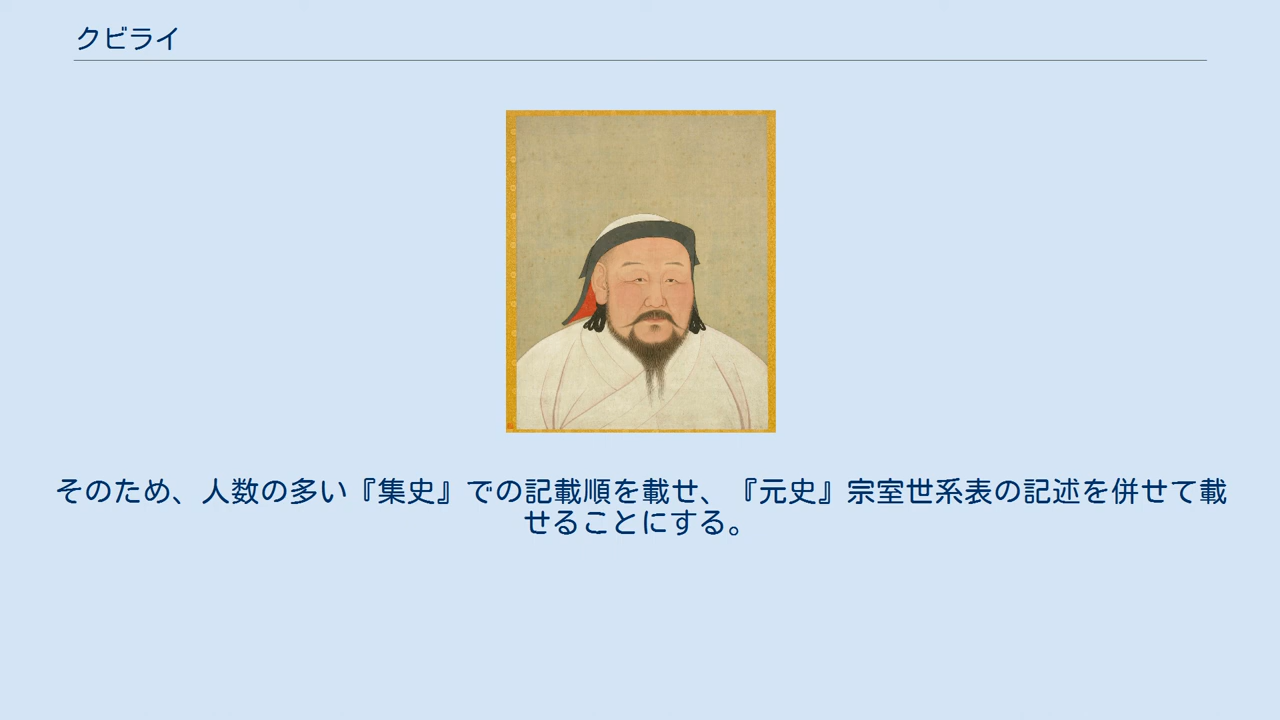 クビライ
そのため、人数の多い『集史』での記載順を載せ、『元史』宗室世系表の記述を併せて載
せることにする。